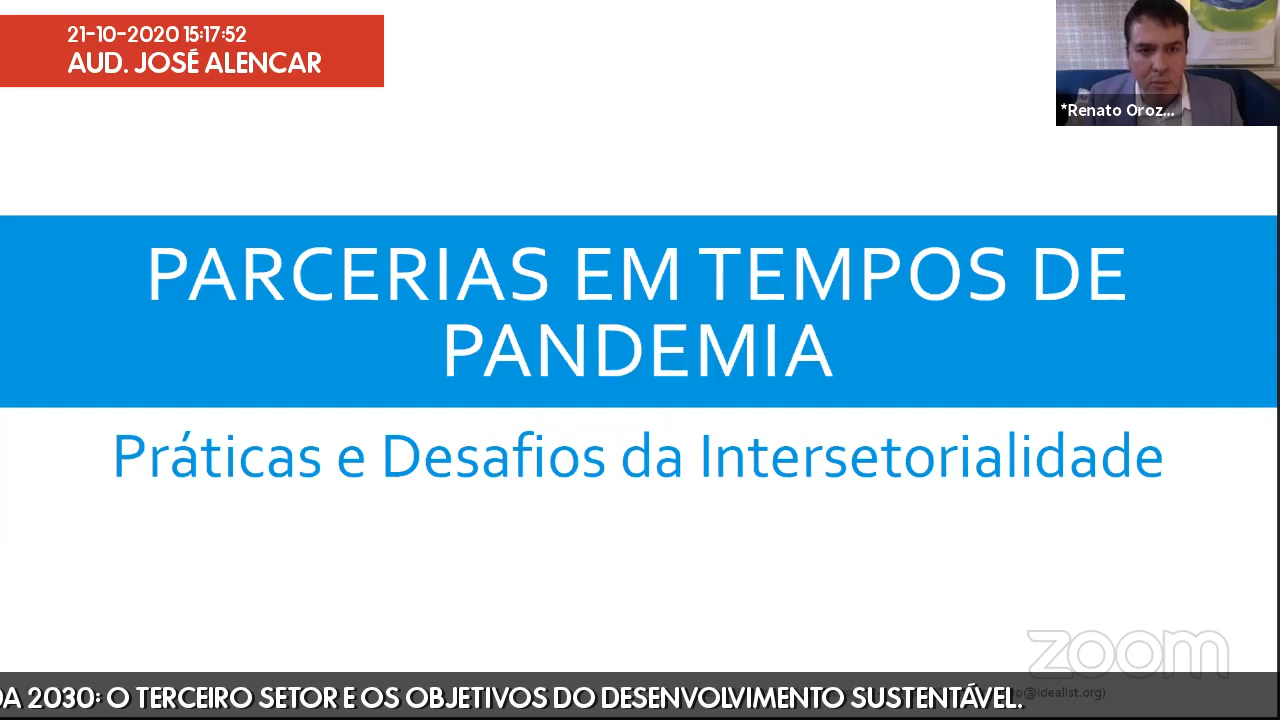 21-10-2020 15:17:52
AUD. JOSÉ ALENCAR
*Renato Oroz...
PARCERIAS EM TEMPOS DE
PANDEMIA
Práticas e Desafios da Intersetorialidade
zoom
DA 2030: O TERCEIRO SETOR E OS OBJETIVOS DO DESENVOLVIMENTO SUSTENTÁVEL.
o@idealist.org)